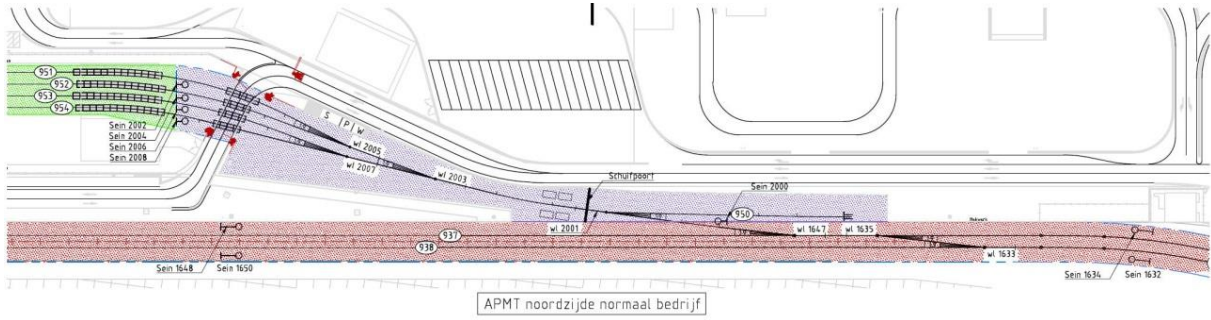 951
952
953
954
Sein 2002
Sein 2004
Sein 2006
Sein 2008
S |P|W
wl 2005
wl 2007
wl 2003
Schuifpoort
Sein 2000
950
wl 2001
wl 1647
wl 1635
937
938
wl 1633
Sein 1648
Sein 1650
Sein 1634
Sein 1632
APMT noordzijde normaal bedrijf